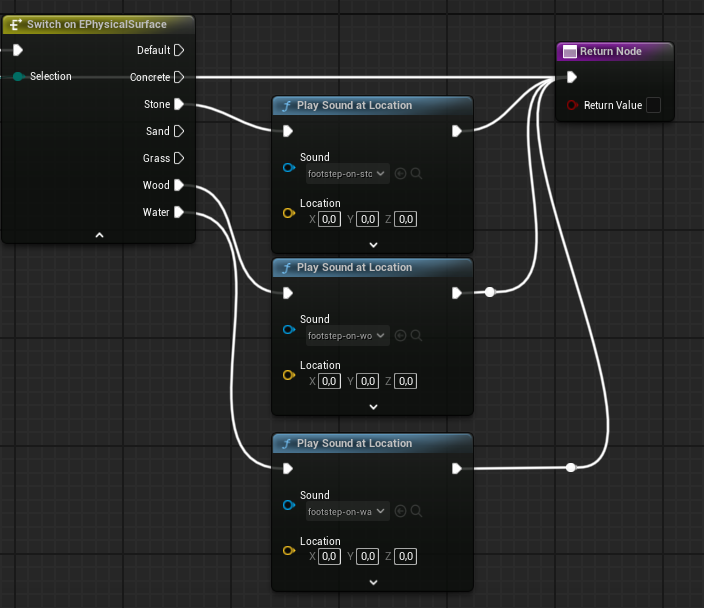 Switch on EPhysicalSurface
Default
Selection
Concrete
Stone
Sand
Grass
Wood
Water
Play Sound at Location
Sound
footstep-on-stc
Location
X 0,0 Y 0,0 Z 0,0
Play Sound at Location
Sound
footstep-on-wo
Location
X 0,0 Y 0,0 Z 0,0
Play Sound at Location
Sound
footstep-on-wa
Location
X 0,0 Y 0,0 Z 0,0
Return Node
Return Value